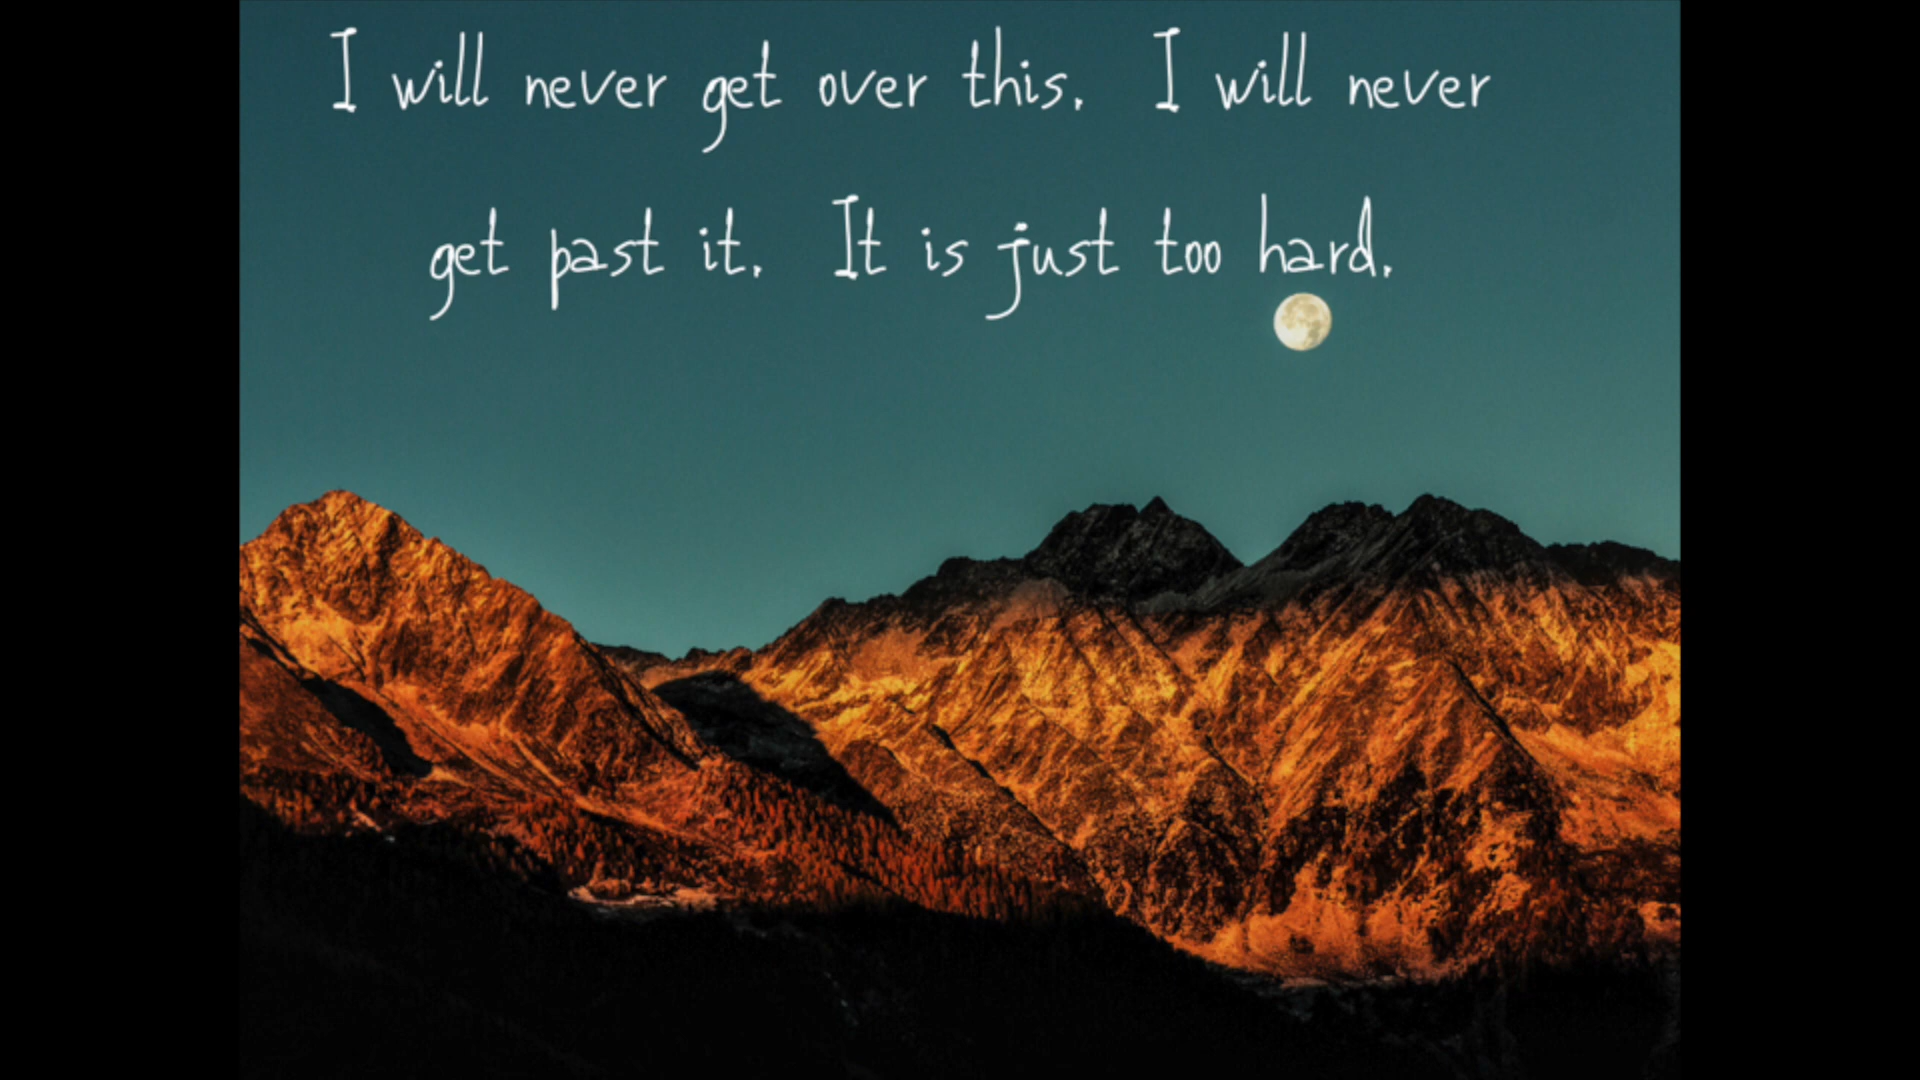 I will never get over this. I will never
get past it. It is just too hard.